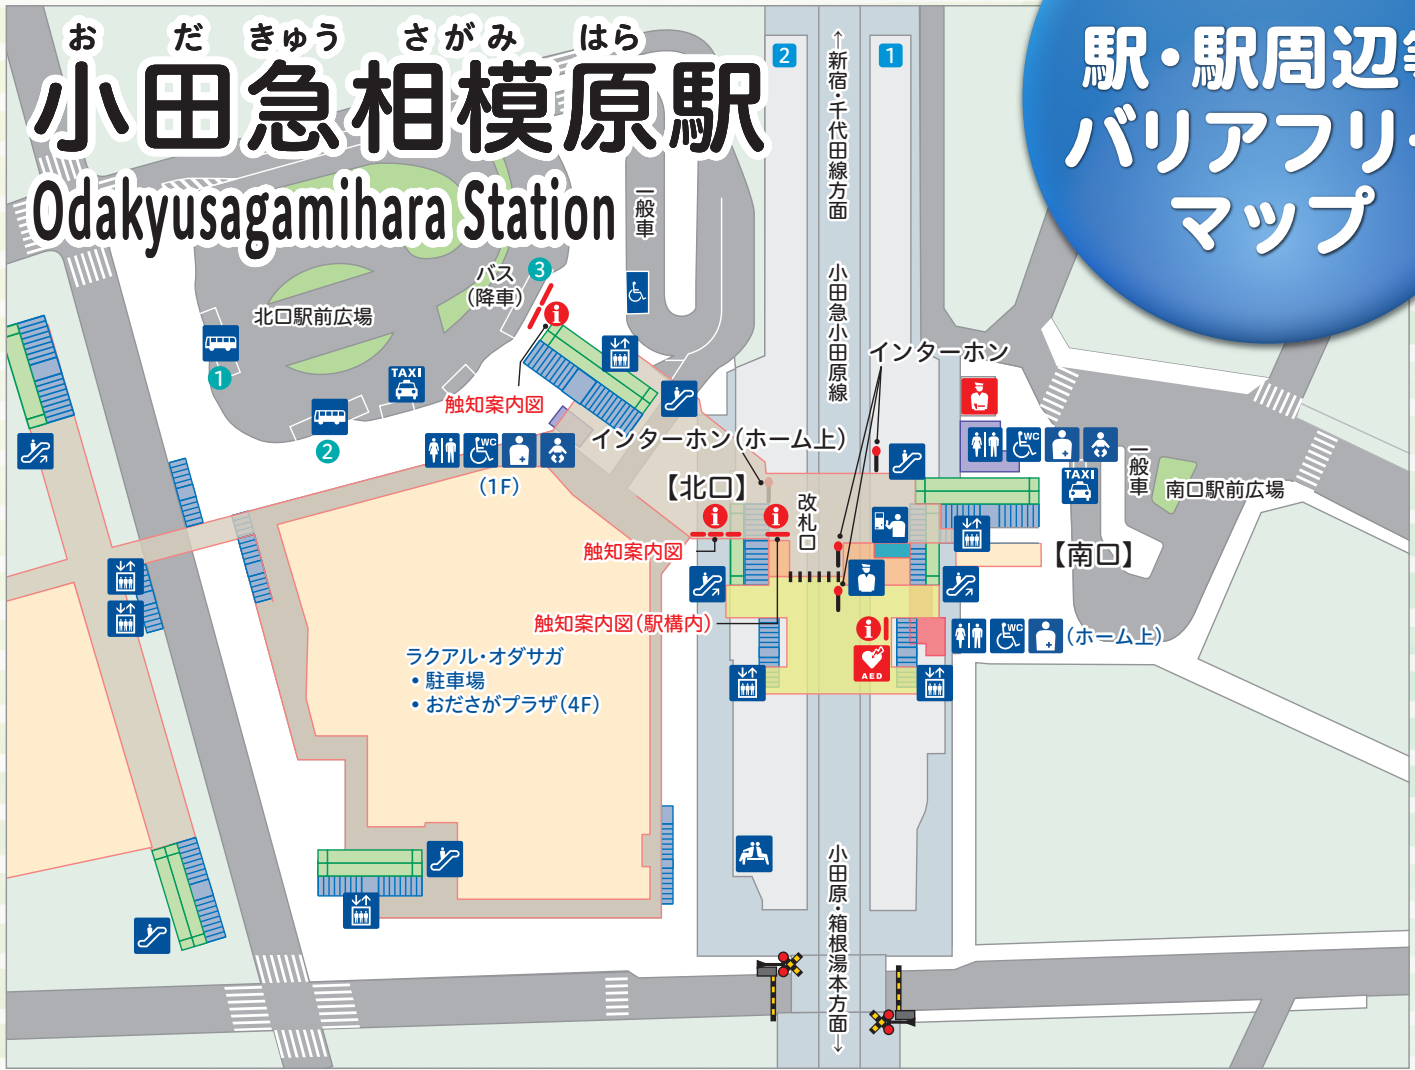 お だ きゅう さがみ はら
小田急相模原駅
Odakyusagamihara Station
駅・駅周辺
バリアフリ
マップ
2
1
↑新宿・千代田線方面
小田急小田原線
小田原・箱根湯本方面↓
一般車
バス
(降車)
3
北口駅前広場
1
2
TAXI
触知案内図
WC
(1F)
インターホン
インターホン(ホーム上)
【北口】
改札口
触知案内図
触知案内図(駅構内)
ラクアル・オダサガ
・駐車場
・おださがプラザ(4F)
AED
WC
TAXI
一般車
南口駅前広場
【南口】
WC
(ホーム上)